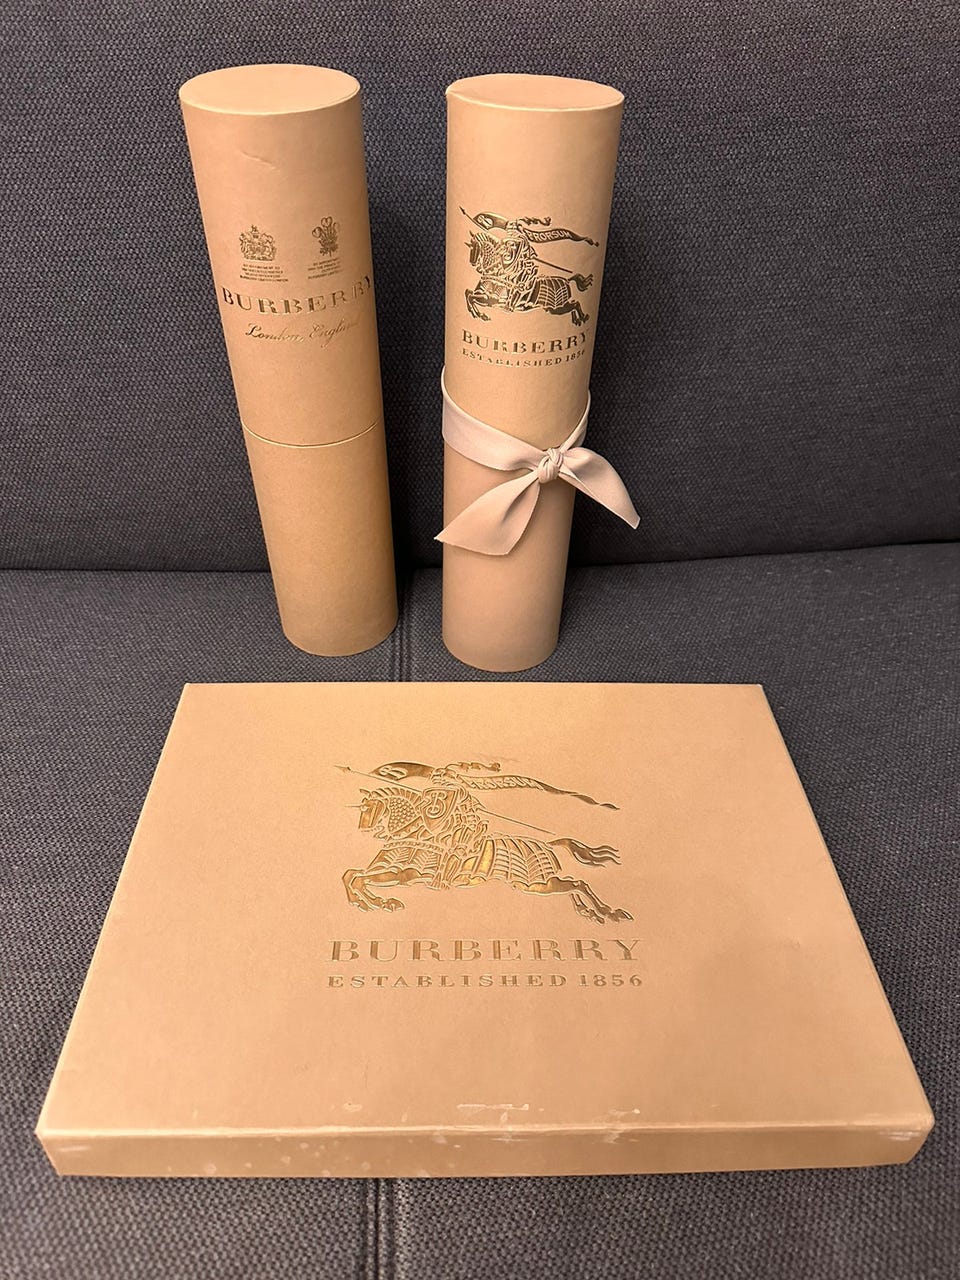 BURBERRY
London, England
B
PRORSUM
BURBERRY
ESTABLISHED 1856
B
PRORSUM
B
BURBERRY
ESTABLISHED 1856